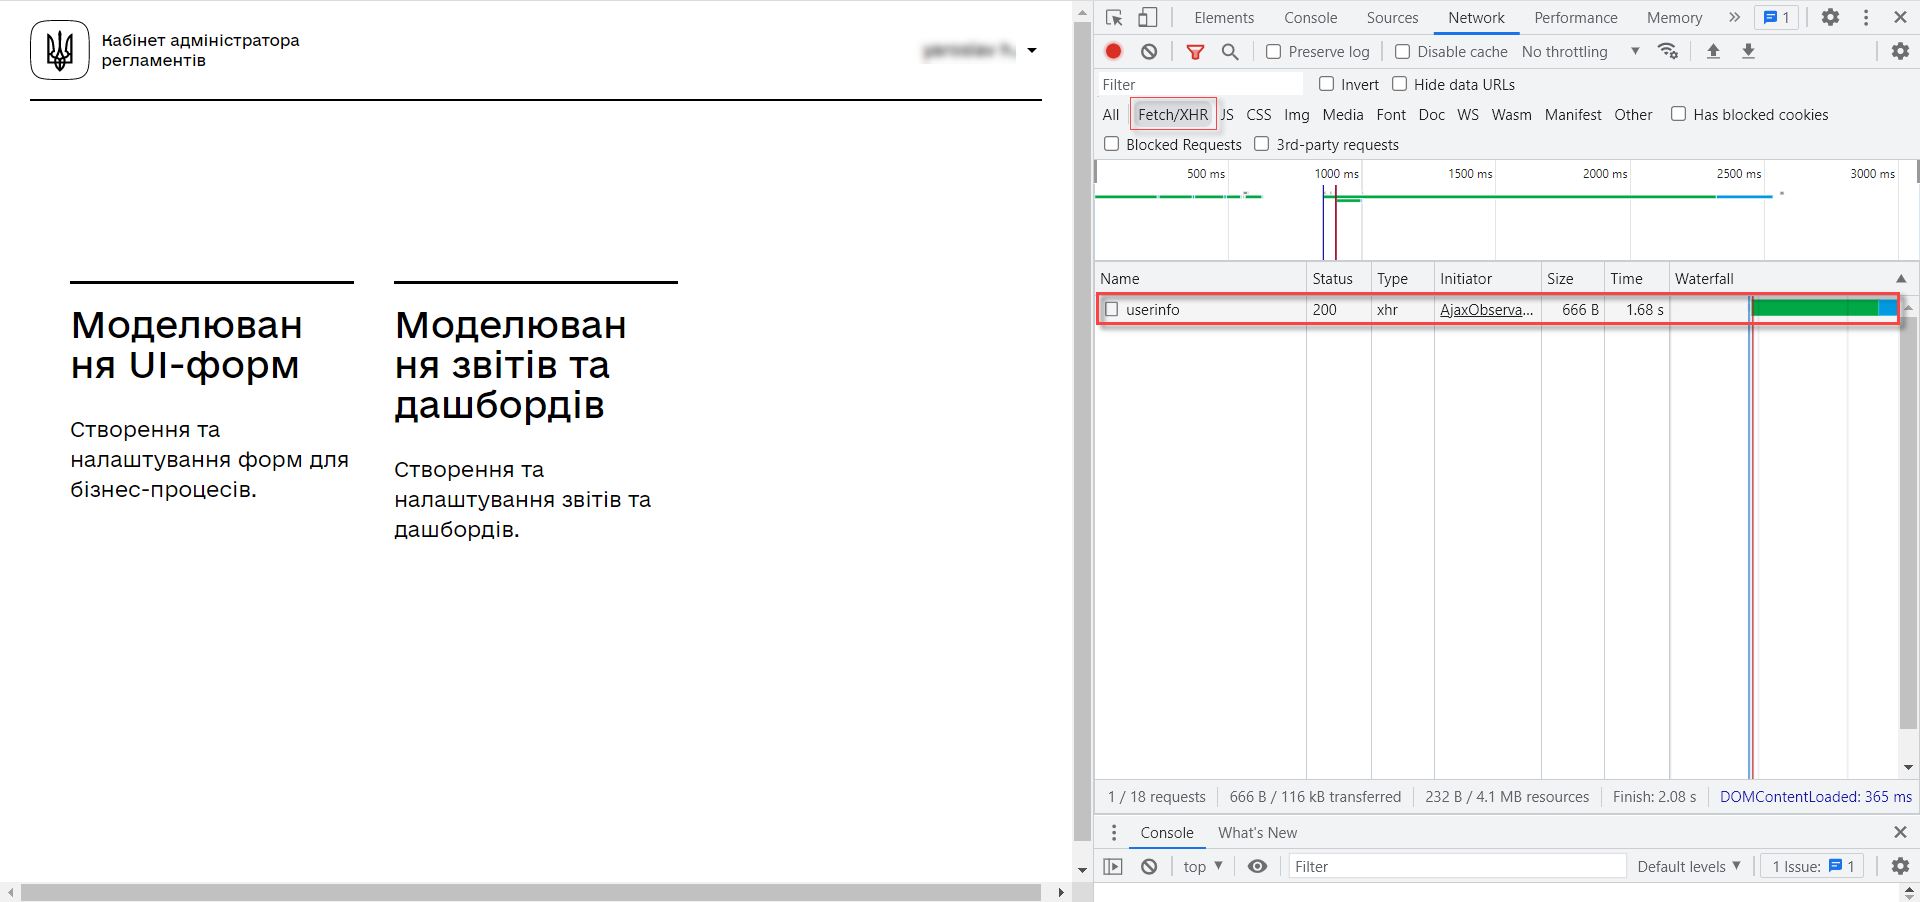 Кабінет адміністратора
регламентів
Моделюван
ня UI-форм
Створення та
налаштування форм для
бізнес-процесів.
Моделюван
ня звітів та
дашбордів
Створення та
налаштування звітів та
дашбордів.
Elements Console Sources Network Performance Memory 1
Preserve log Disable cache No throttling
Filter Invert Hide data URLs
All Fetch/XHR JS CSS Img Media Font Doc WS Wasm Manifest Other Has blocked cookies
Blocked Requests 3rd-party requests
500 ms 1000 ms 1500 ms 2000 ms 2500 ms 3000 ms
Name Status Type Initiator Size Time Waterfall
userinfo 200 xhr AjaxObserva... 666 B 1.68 s
1 / 18 requests 666 B / 116 kB transferred 232 B / 4.1 MB resources Finish: 2.08 s DOMContentLoaded: 365 ms
Console What's New
top Filter Default levels 1 Issue: 1